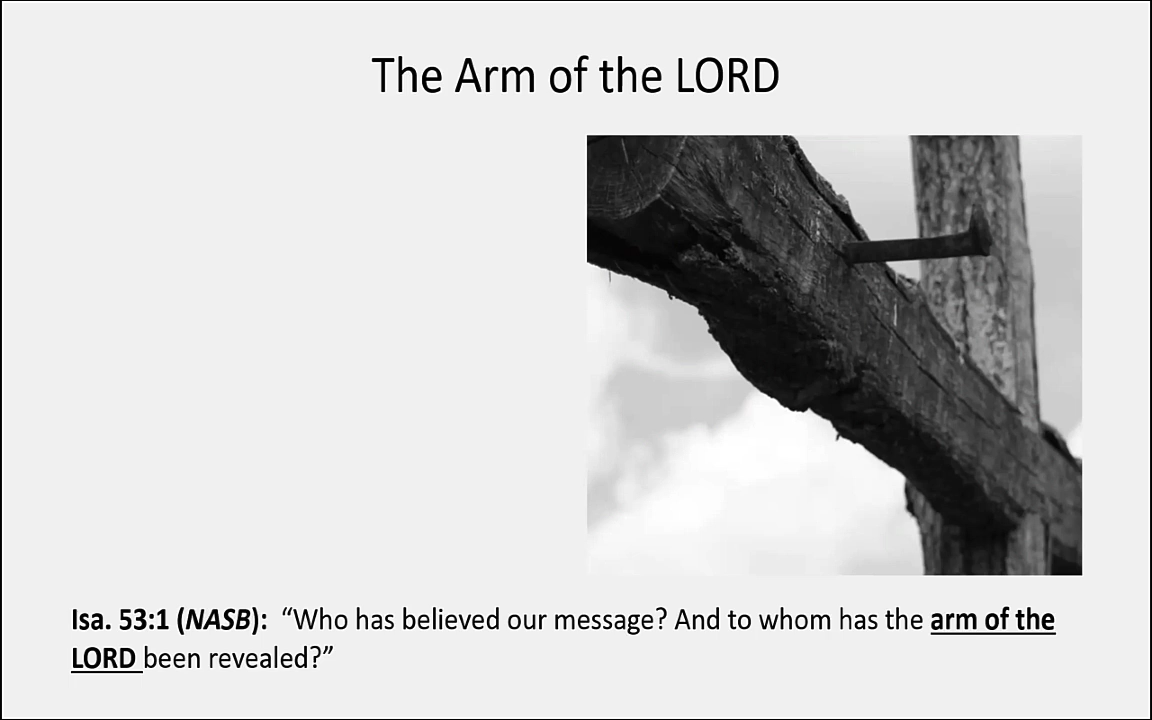 The Arm of the LORD
Isa. 53:1 (NASB): “Who has believed our message? And to whom has the arm of the
LORD been revealed?”